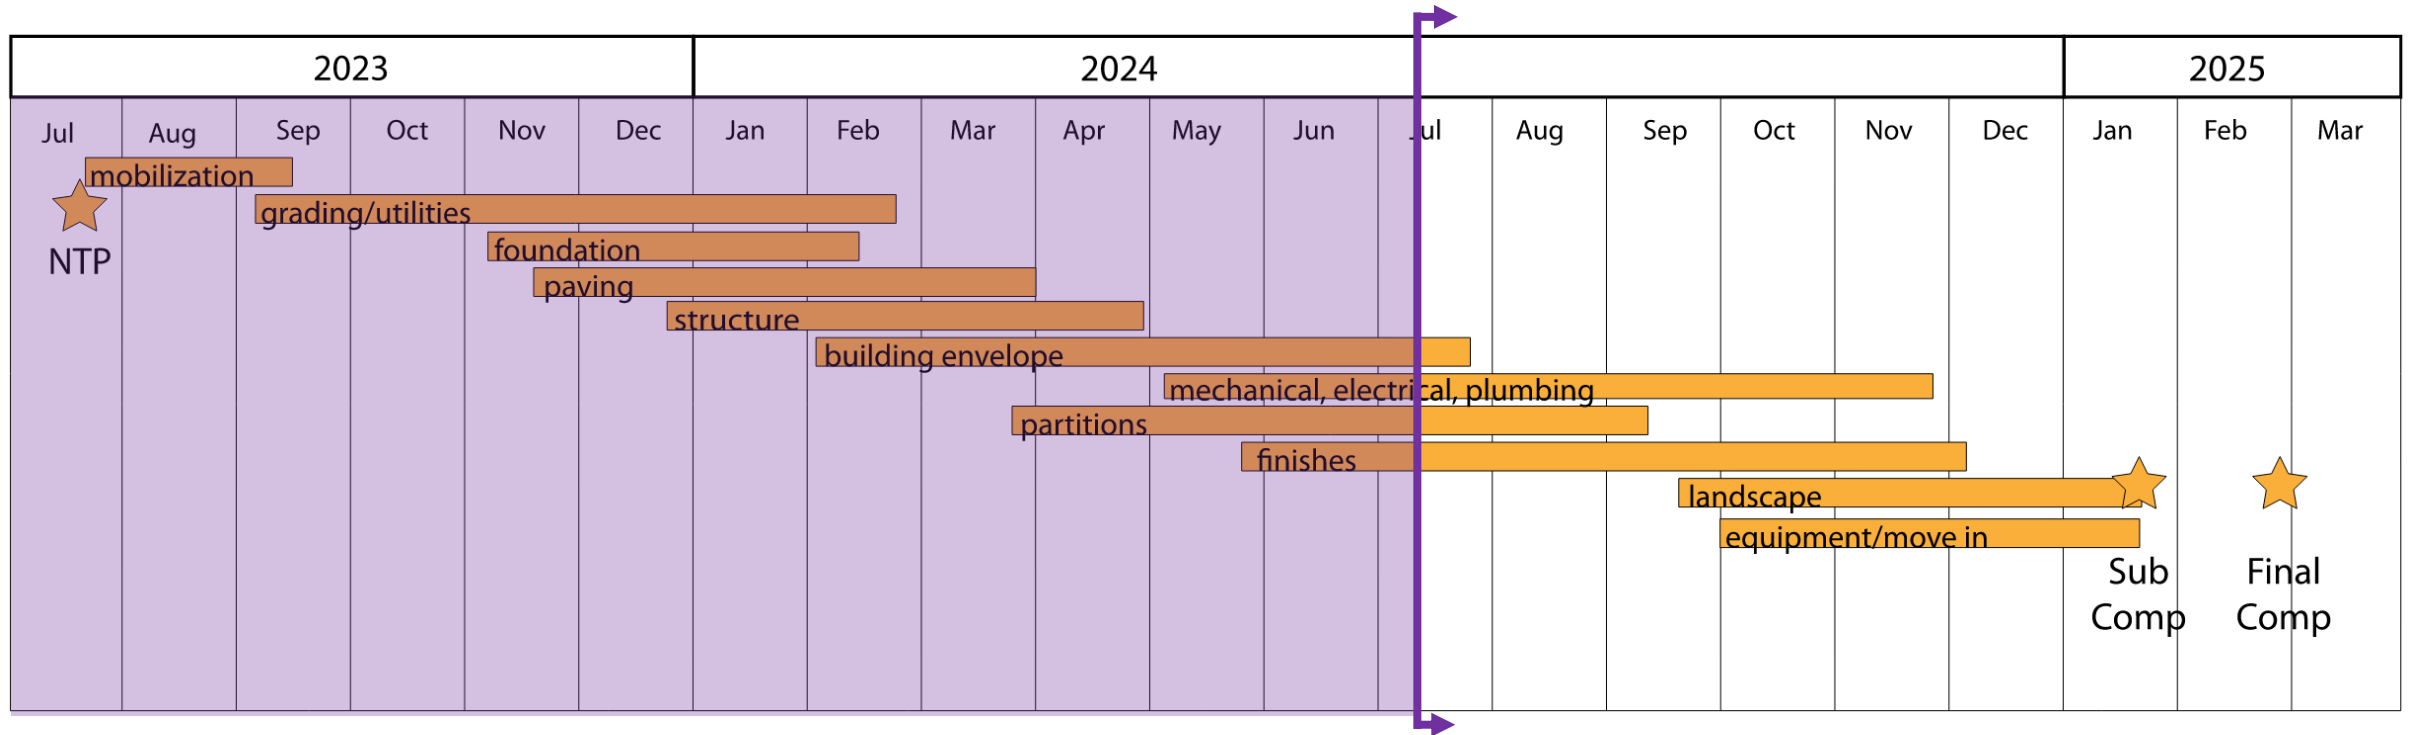 2023 2024 2025
Jul Aug Sep Oct Nov Dec Jan Feb Mar Apr May Jun Jul Aug Sep Oct Nov Dec Jan Feb Mar
mobilization
grading/utilities
NTP
foundation
paving
structure
building envelope
mechanical, electrical, plumbing
partitions
finishes
landscape
equipment/move in
Sub Final
Comp Comp